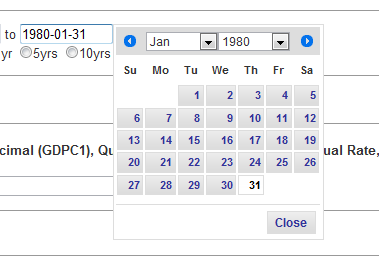 to 1980-01-31
Jan 1980
yr 5yrs 10yrs
Su Mo Tu We Th Fr Sa
1 2 3 4 5
6 7 8 9 10 11 12
13 14 15 16 17 18 19
20 21 22 23 24 25 26
27 28 29 30 31
cimal (GDPC1), Qu ual Rate,
Close